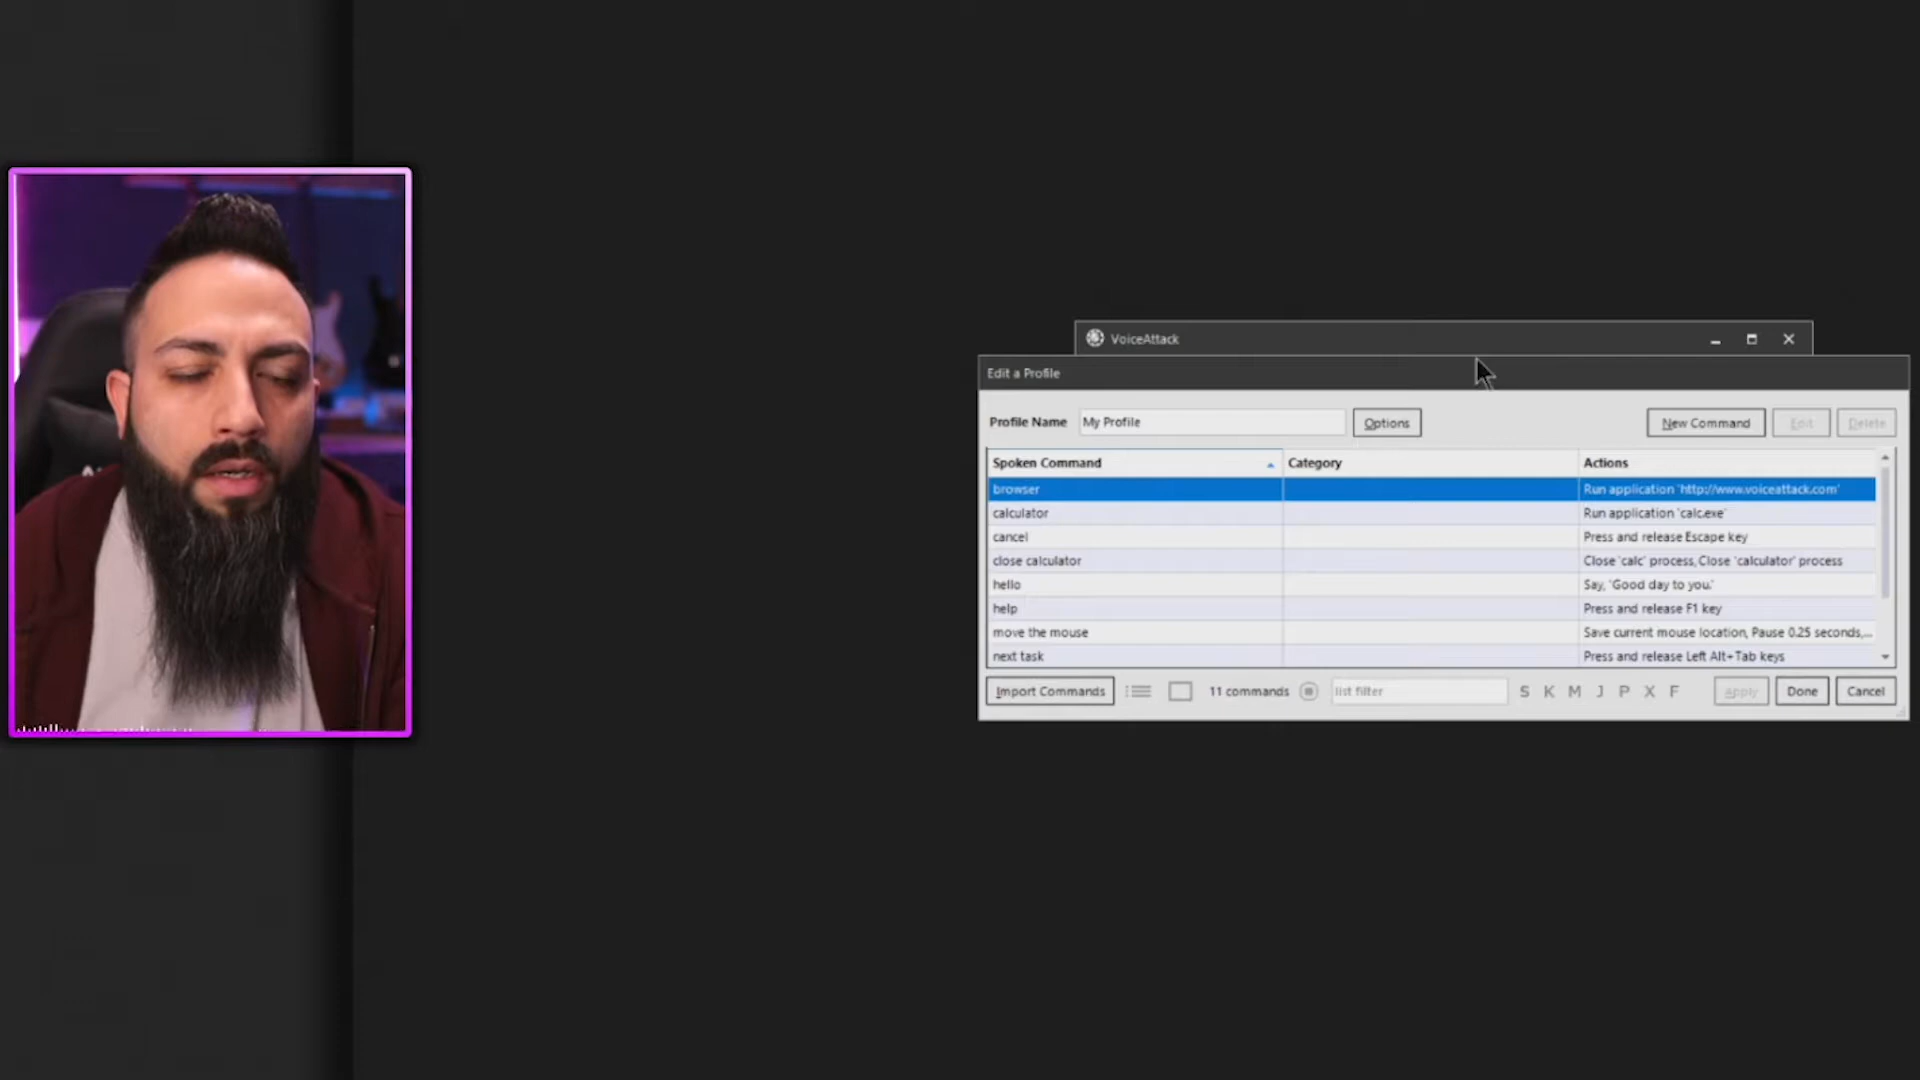 VoiceAttack
Edit a Profile
Profile Name My Profile Options New Command Edit Delete
Spoken Command Category Actions
browser Run application 'http://www.voiceattack.com'
calculator Run application 'calc.exe'
cancel Press and release Escape key
close calculator Close 'calc' process, Close 'calculator' process
hello Say, 'Good day to you.'
help Press and release F1 key
move the mouse Save current mouse location, Pause 0.25 seconds,...
next task Press and release Left Alt+Tab keys
Import Commands 11 commands list filter S K M J P X F Apply Done Cancel